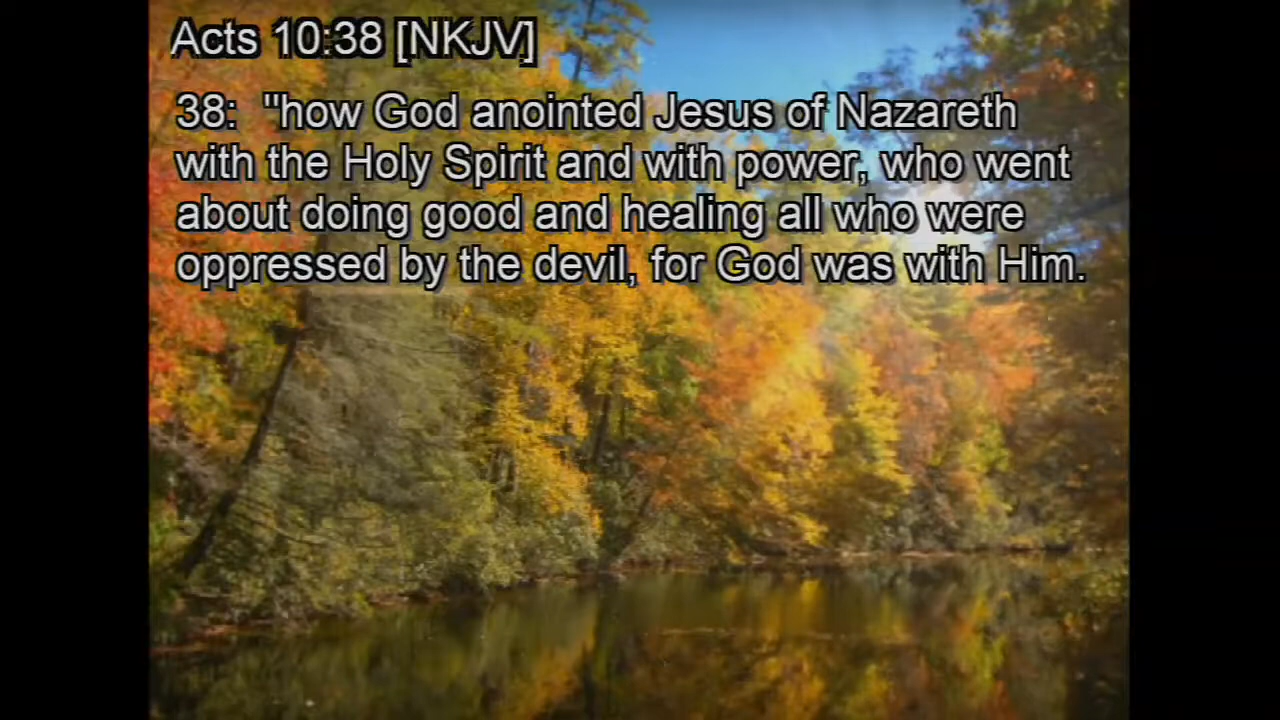 Acts 10:38 [NKJV]
38:  "how God anointed Jesus of Nazareth
with the Holy Spirit and with power, who went
about doing good and healing all who were
oppressed by the devil, for God was with Him.